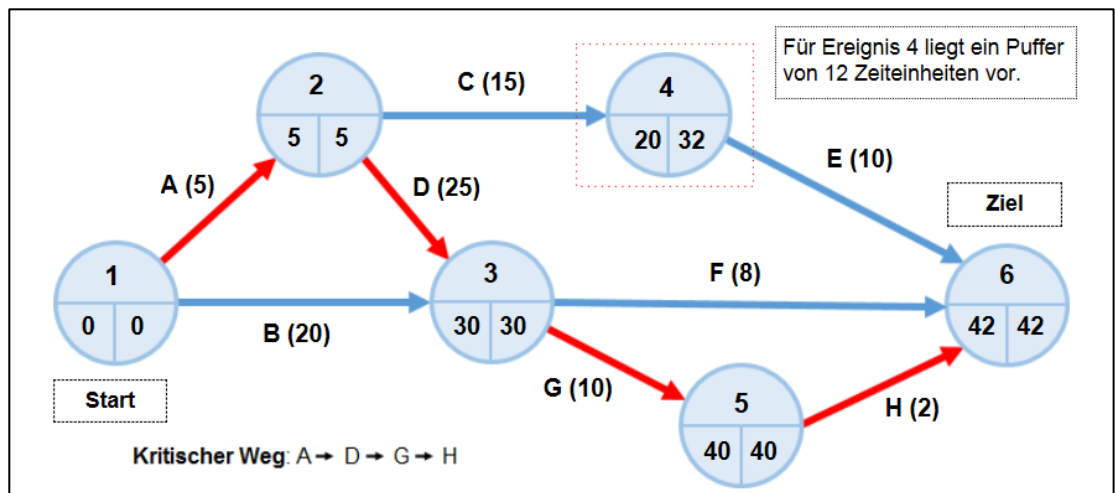 Für Ereignis 4 liegt ein Puffer
von 12 Zeiteinheiten vor.
2
5 5
C (15)
4
20 32
E (10)
A (5)
D (25)
Ziel
1
0 0
B (20)
3
30 30
F (8)
6
42 42
Start
G (10)
5
40 40
H (2)
Kritischer Weg: A → D → G → H